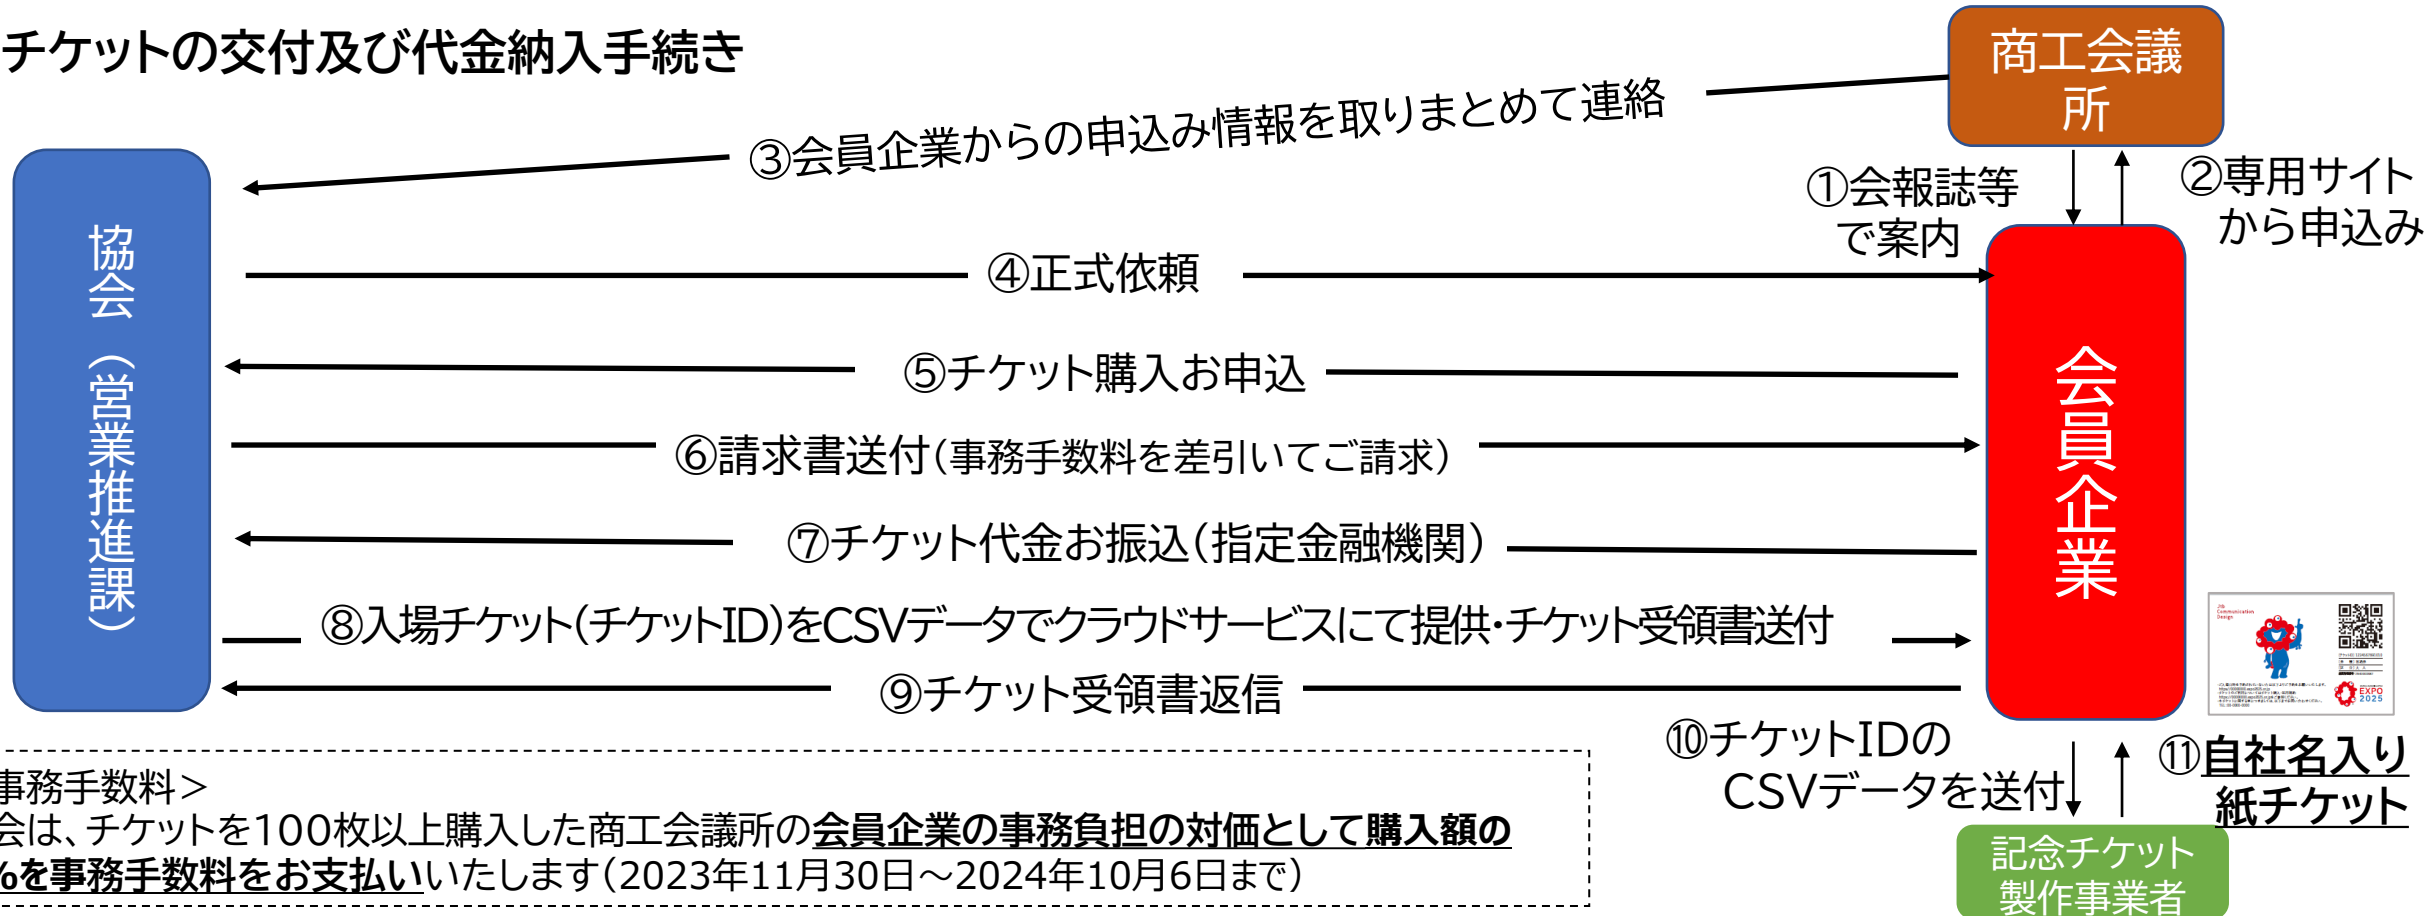 チケットの交付及び代金納入手続き
商工会議
所
③会員企業からの申込み情報を取りまとめて連絡
①会報誌等
で案内
②専用サイト
から申込み
協会（営業推進課）
④正式依頼
⑤チケット購入お申込
会員企業
⑥請求書送付（事務手数料を差引いてご請求）
⑦チケット代金お振込（指定金融機関）
⑧入場チケット（チケットID）をCSVデータでクラウドサービスにて提供・チケット受領書送付
⑨チケット受領書返信
EXPO
2025
⑩チケットIDの
CSVデータを送付
⑪自社名入り
紙チケット
記念チケット
製作事業者
事務手数料＞
会は、チケットを100枚以上購入した商工会議所の会員企業の事務負担の対価として購入額の
%を事務手数料をお支払いいたします（2023年11月30日～2024年10月6日まで）